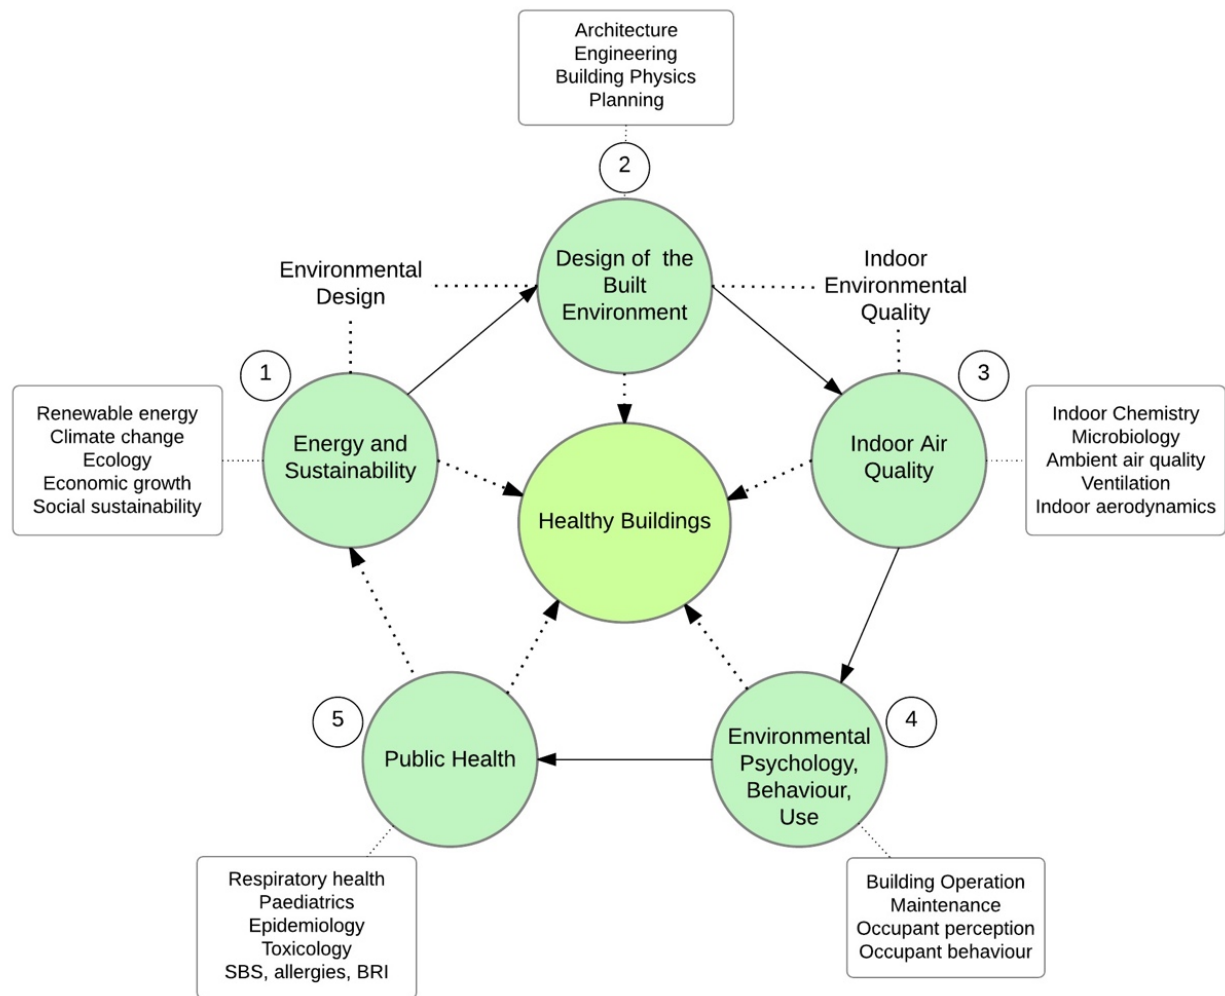 Architecture
Engineering
Building Physics
Planning
2
Design of the
Built
Environment
Environmental
Design
Indoor
Environmental
Quality
1
Energy and
Sustainability
Renewable energy
Climate change
Ecology
Economic growth
Social sustainability
Healthy Buildings
3
Indoor Air
Quality
Indoor Chemistry
Microbiology
Ambient air quality
Ventilation
Indoor aerodynamics
5
Public Health
4
Environmental
Psychology,
Behaviour,
Use
Respiratory health
Paediatrics
Epidemiology
Toxicology
SBS, allergies, BRI
Building Operation
Maintenance
Occupant perception
Occupant behaviour